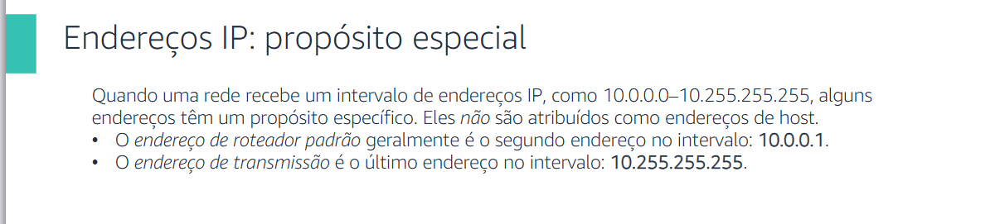 Endereços IP: propósito especial
Quando uma rede recebe um intervalo de endereços IP, como 10.0.0.0–10.255.255.255, alguns
endereços têm um propósito específico. Eles não são atribuídos como endereços de host.
• O endereço de roteador padrão geralmente é o segundo endereço no intervalo: 10.0.0.1.
• O endereço de transmissão é o último endereço no intervalo: 10.255.255.255.